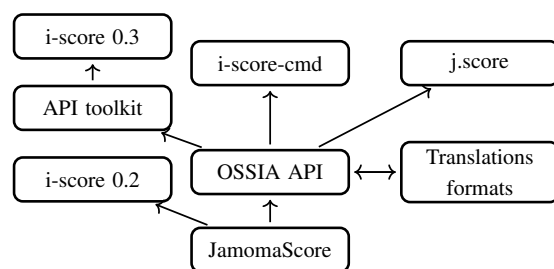 i-score 0.3
i-score-cmd
j.score
API toolkit
i-score 0.2
OSSIA API
Translations
formats
JamomaScore